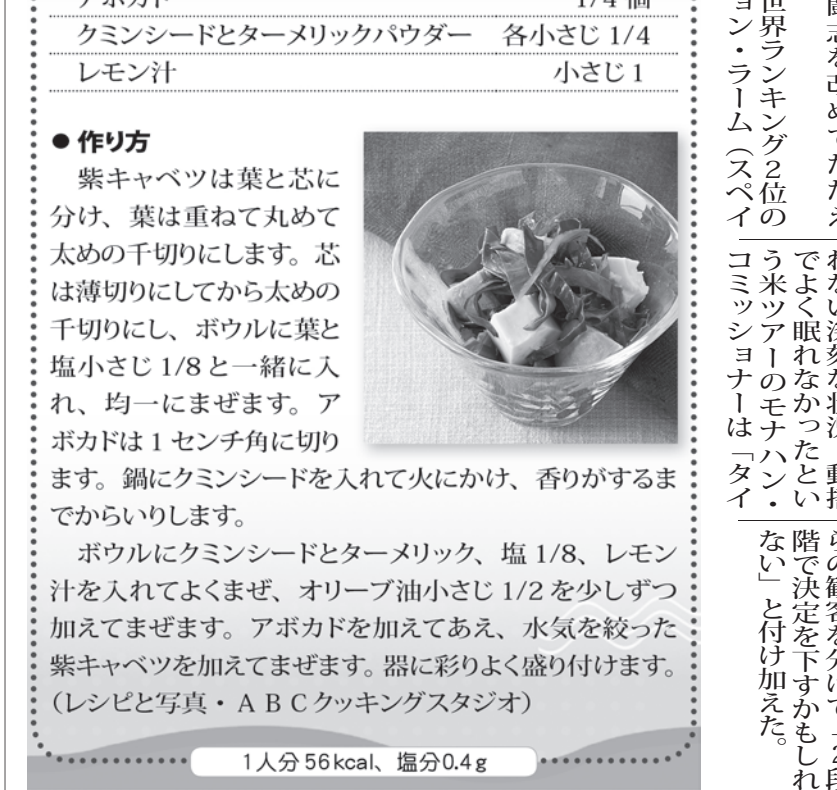 アボカド 1/4 個
クミンシードとターメリックパウダー 各小さじ 1/4
レモン汁 小さじ 1
● 作り方
紫キャベツは葉と芯に
分け、葉は重ねて丸めて
太めの千切りにします。芯
は薄切りにしてから太めの
千切りにし、ボウルに葉と
塩小さじ 1/8 と一緒に入
れ、均一にまぜます。ア
ボカドは 1 センチ角に切り
ます。鍋にクミンシードを入れて火にかけ、香りがするま
でからいりします。
ボウルにクミンシードとターメリック、塩 1/8、レモン
汁を入れてよくまぜ、オリーブ油小さじ 1/2 を少しずつ
加えてまぜます。アボカドを加えてあえ、水気を絞った
紫キャベツを加えてまぜます。器に彩りよく盛り付けます。
（レシピと写真・ＡＢＣクッキングスタジオ）
1人分 56kcal、塩分0.4g
世界ランキング２位の
ョン・ラーム（スペイ
でよく眠れなかったとい
う米ツアーのモナハン・
コミッショナーは「タイ
階で決定を下すかもしれ
ない」と付け加えた。